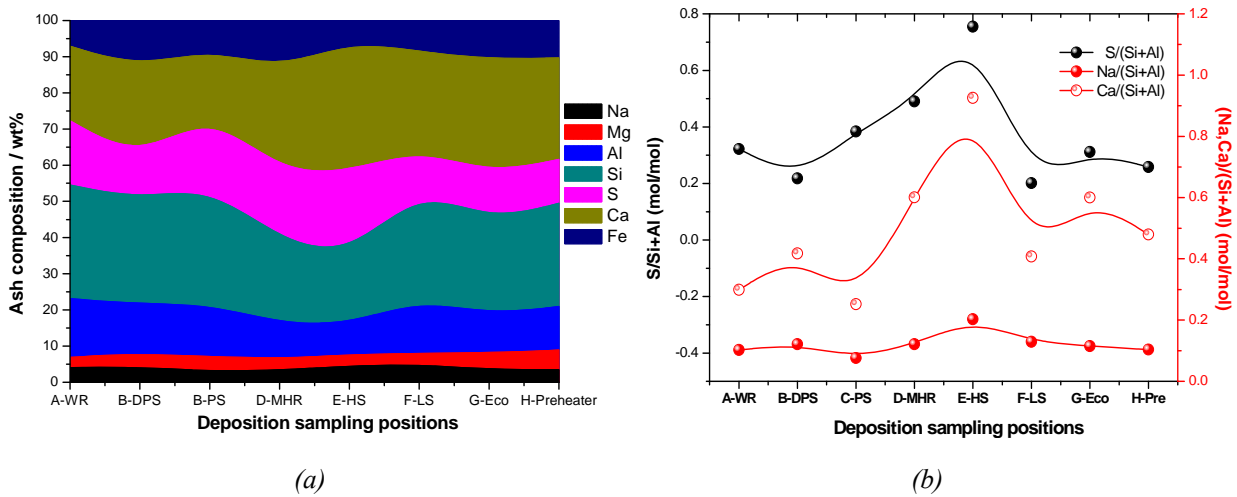 Ash composition / wt%
100
90
80
70
60
50
40
30
20
10
0
A-WR B-DPS B-PS D-MHR E-HS F-LS G-Eco H-Preheater
Deposition sampling positions
Na
Mg
Al
Si
S
Ca
Fe
(a)
S/Si+Al) (mol/mol)
0.8
0.6
0.4
0.2
0.0
-0.2
-0.4
A-WR B-DPS C-PS D-MHR E-HS F-LS G-Eco H-Pre
Deposition sampling positions
S/(Si+Al)
Na/(Si+Al)
Ca/(Si+Al)
1.2
1.0
0.8
0.6
0.4
0.2
0.0
(Na,Ca)/(Si+Al) (mol/mol)
(b)